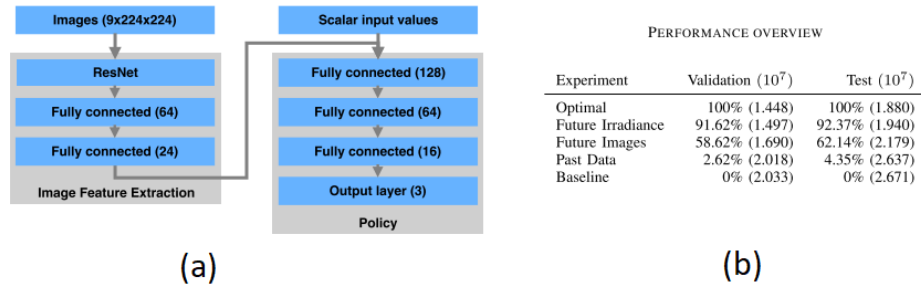 Images (9x224x224)
ResNet
Fully connected (64)
Fully connected (24)
Image Feature Extraction
Scalar input values
Fully connected (128)
Fully connected (64)
Fully connected (16)
Output layer (3)
Policy
(a)
PERFORMANCE OVERVIEW
Experiment Validation (10^7) Test (10^7)
Optimal 100% (1.448) 100% (1.880)
Future Irradiance 91.62% (1.497) 92.37% (1.940)
Future Images 58.62% (1.690) 62.14% (2.179)
Past Data 2.62% (2.018) 4.35% (2.637)
Baseline 0% (2.033) 0% (2.671)
(b)